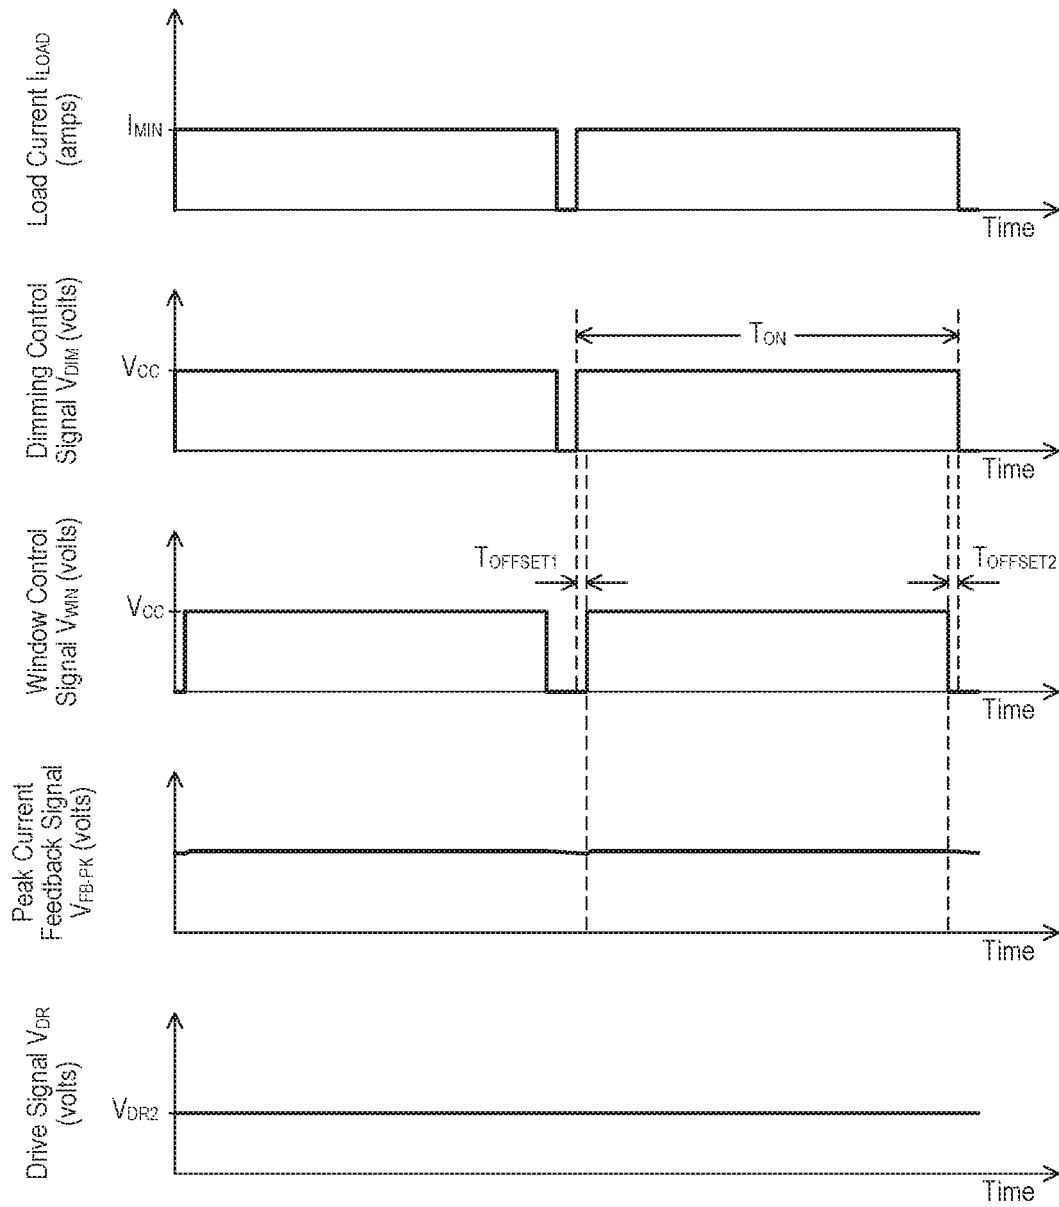 Load Current ILOAD
(amps)
IMIN
Time
Dimming Control
Signal VDIM (volts)
VCC
TON
Time
Window Control
Signal VWIN (volts)
VCC
TOFFSET1
TOFFSET2
Time
Peak Current
Feedback Signal
VFB-PK (volts)
Time
Drive Signal VDR
(volts)
VDR2
Time